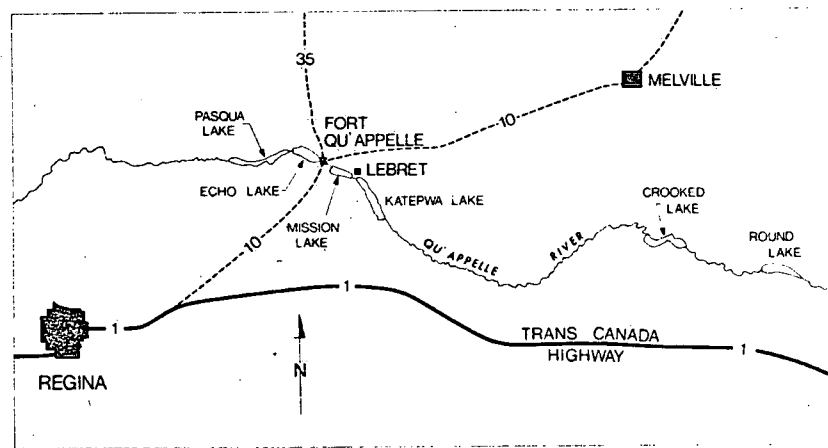 35
MELVILLE
PASQUA
LAKE
FORT
QU'APPELLE
10
LEBRET
ECHO LAKE
MISSION
LAKE
KATEPWA LAKE
CROOKED
LAKE
ROUND
LAKE
QU'APPELLE RIVER
10
1
1
TRANS CANADA
HIGHWAY
1
REGINA
N